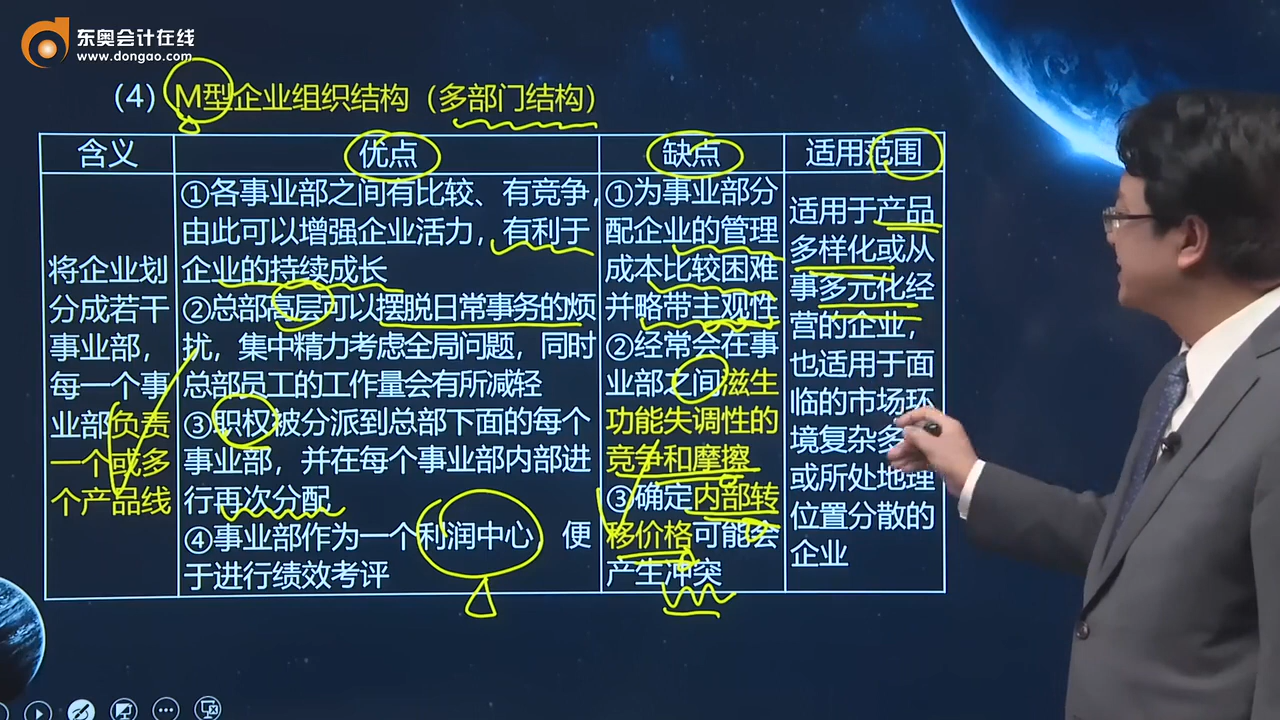 东奥会计在线
www.dongao.com
（4）M型企业组织结构（多部门结构）
含义
优点
缺点
适用范围
将企业划
分成若干
事业部，
每一个事
业部负责
一个或多
个产品线
①各事业部之间有比较、有竞争，
由此可以增强企业活力，有利于
企业的持续成长
②总部高层可以摆脱日常事务的烦
扰，集中精力考虑全局问题，同时
总部员工的工作量会有所减轻
③职权被分派到总部下面的每个
事业部，并在每个事业部内部进
行再次分配
④事业部作为一个利润中心 便
于进行绩效考评
①为事业部分
配企业的管理
成本比较困难
并略带主观性
②经常会在事
业部之间滋生
功能失调性的
竞争和摩擦
③确定内部转
移价格可能会
产生冲突
适用于产品
多样化或从
事多元化经
营的企业，
也适用于面
临的市场环
境复杂多
或所处地理
位置分散的
企业